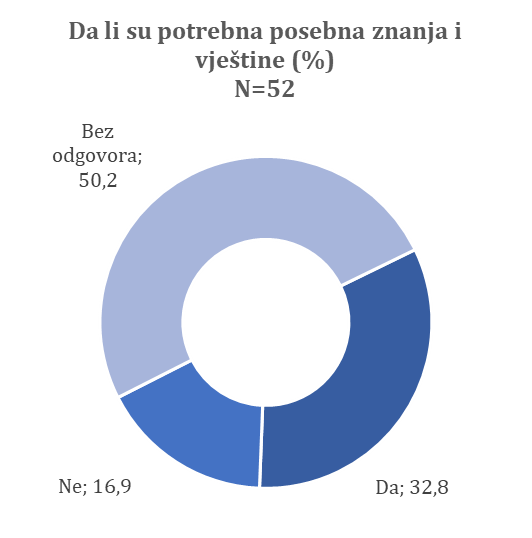 Da li su potrebna posebna znanja i
vještine (%)
N=52
Bez
odgovora;
50,2
Ne; 16,9
Da; 32,8